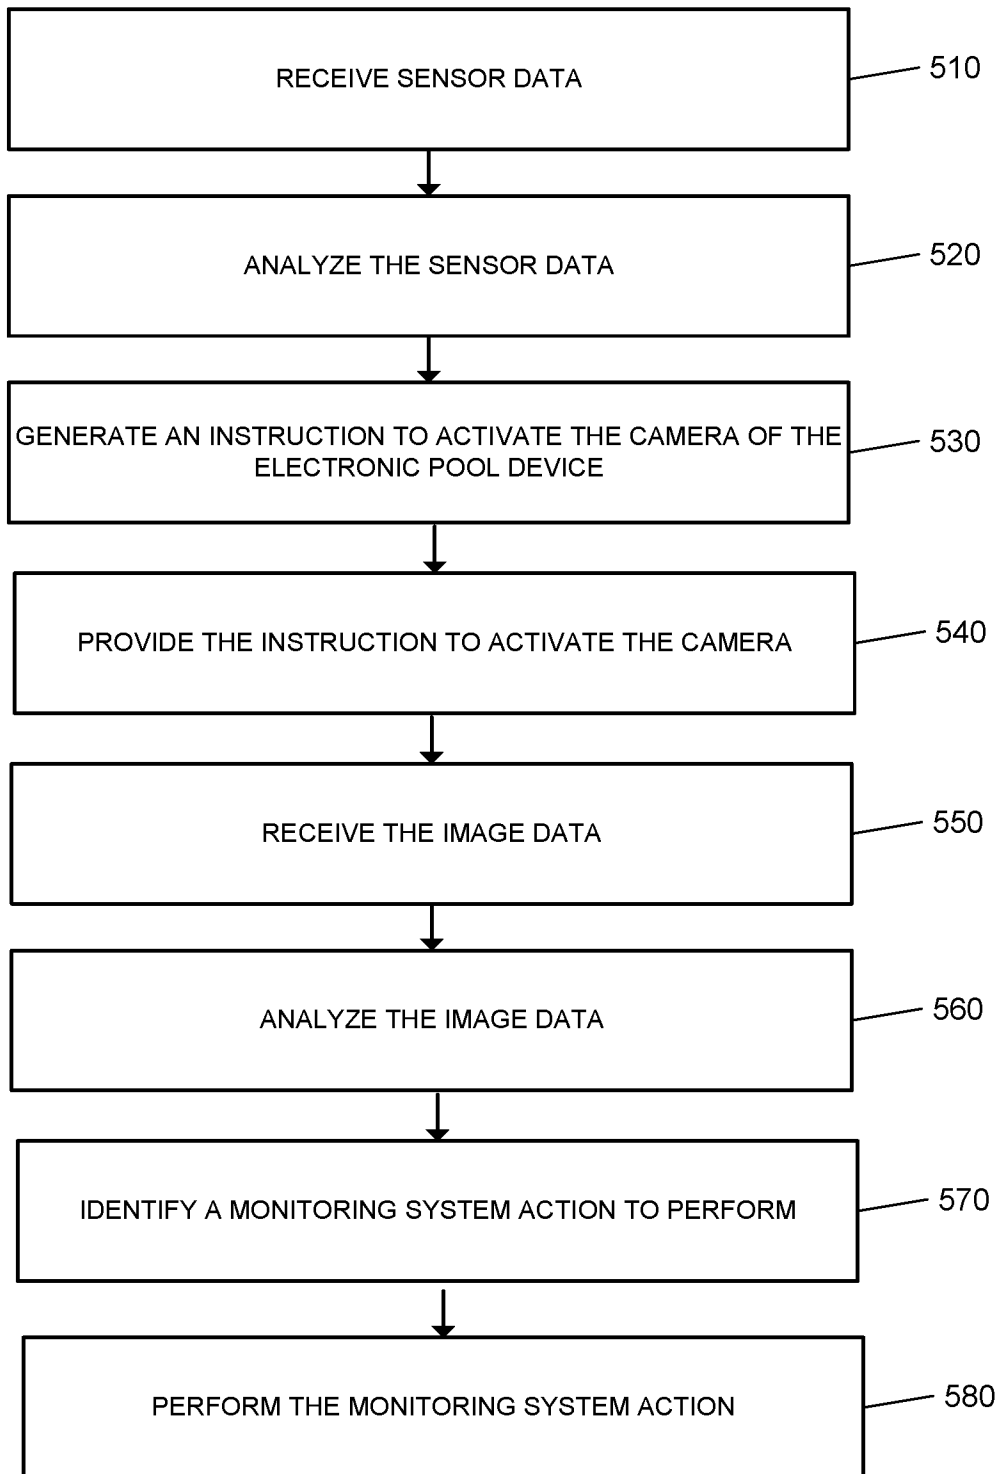 RECEIVE SENSOR DATA
510
ANALYZE THE SENSOR DATA
520
GENERATE AN INSTRUCTION TO ACTIVATE THE CAMERA OF THE
ELECTRONIC POOL DEVICE
530
PROVIDE THE INSTRUCTION TO ACTIVATE THE CAMERA
540
RECEIVE THE IMAGE DATA
550
ANALYZE THE IMAGE DATA
560
IDENTIFY A MONITORING SYSTEM ACTION TO PERFORM
570
PERFORM THE MONITORING SYSTEM ACTION
580